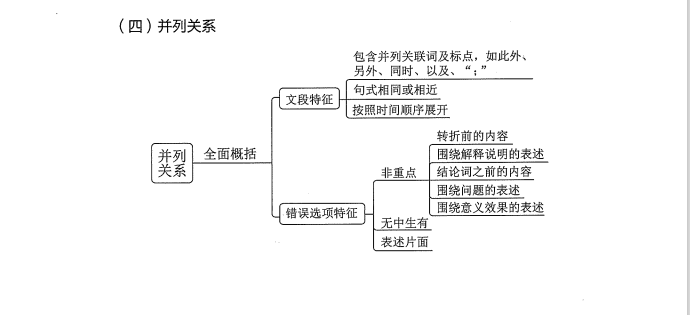 （四）并列关系
包含并列关联词及标点，如此外、
另外、同时、以及、“；”
文段特征
句式相同或相近
按照时间顺序展开
并列
关系
全面概括
转折前的内容
围绕解释说明的表述
非重点
结论词之前的内容
围绕问题的表述
围绕意义效果的表述
错误选项特征
无中生有
表述片面